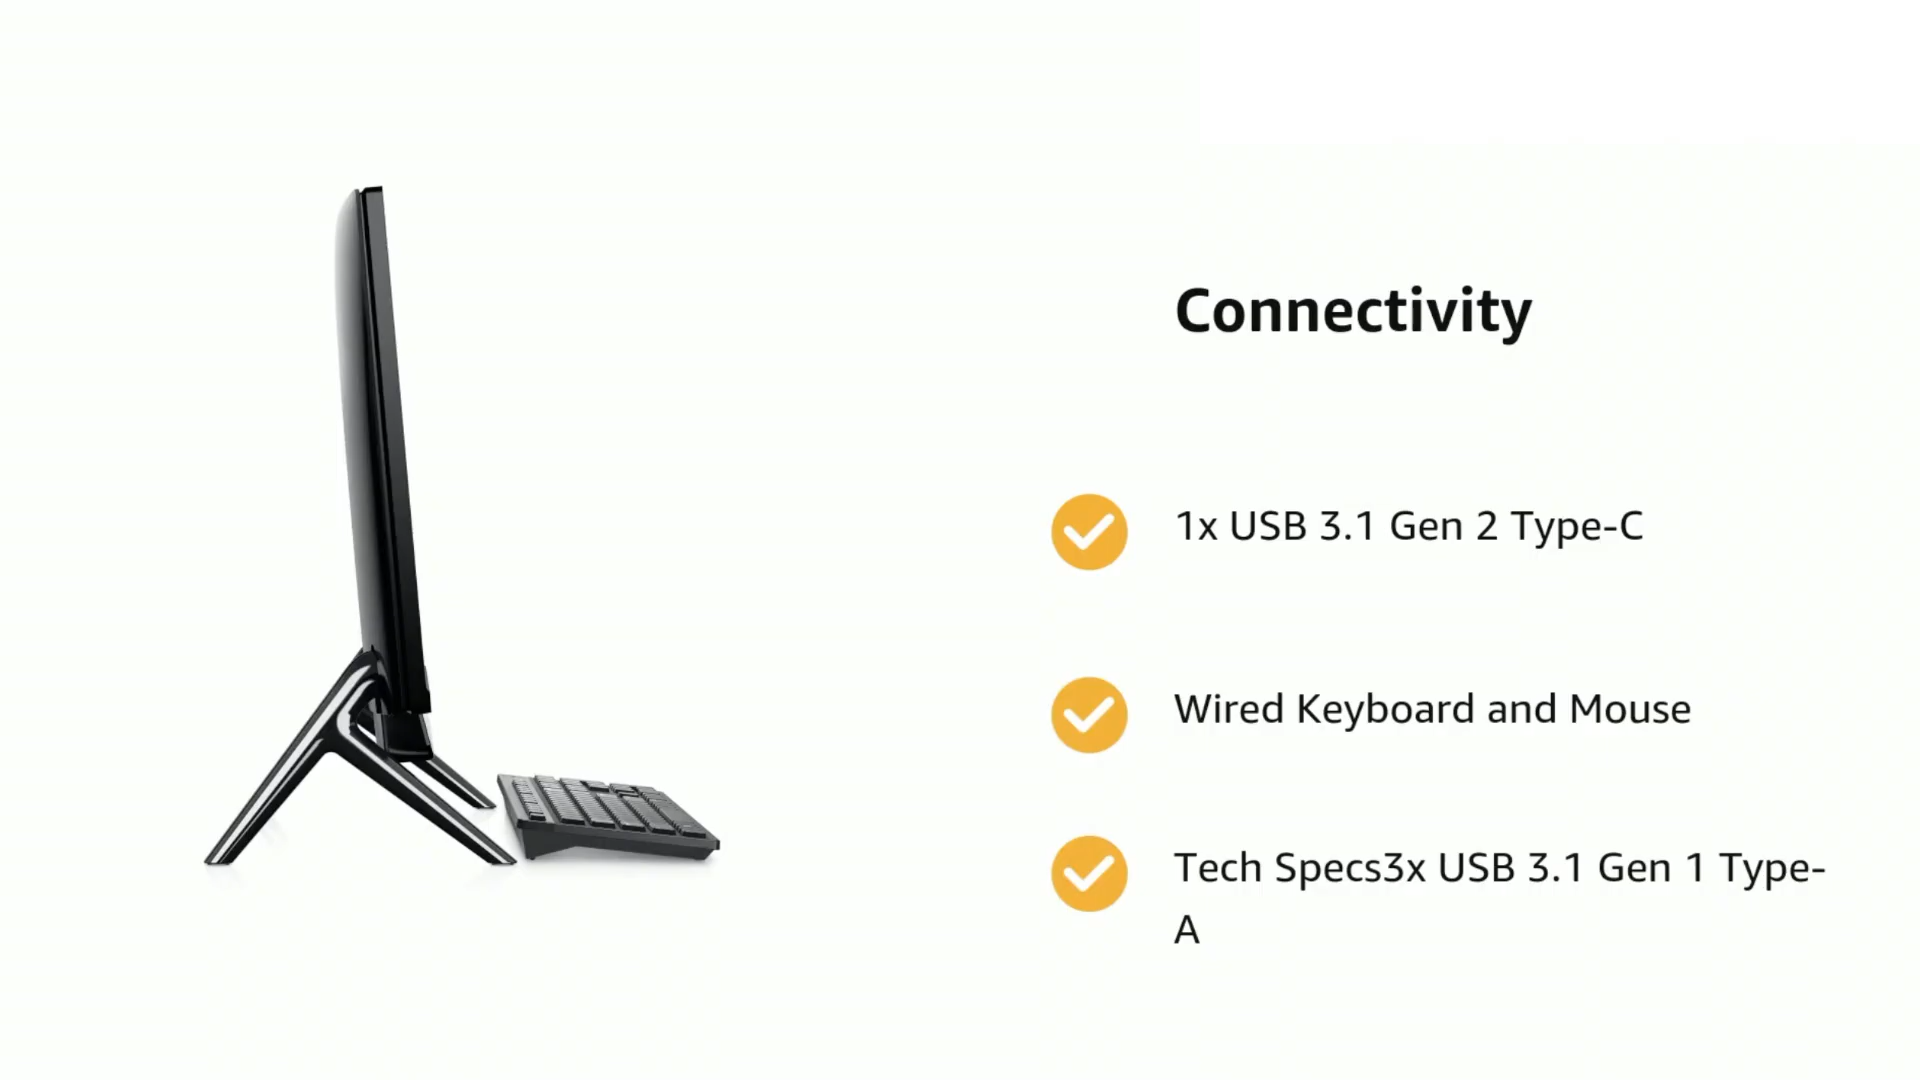 Connectivity
1x USB 3.1 Gen 2 Type-C
Wired Keyboard and Mouse
Tech Specs3x USB 3.1 Gen 1 Type-
A